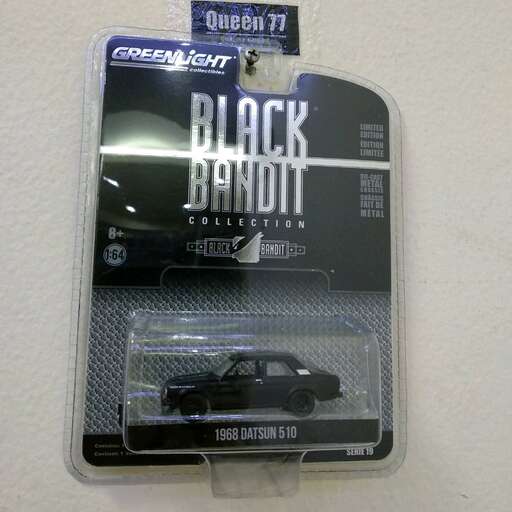 Queen 77
GREENLiGHT
collectibles
BLACK
BANDIT
COLLECTION
LIMITED
EDITION
ÉDITION
LIMITÉE
DIE-CAST
METAL
CHASSIS
CHÂSSIS
FAIT DE
MÉTAL
8+
1:64
BLACK BANDIT
1968 DATSUN 510
SERIE 19